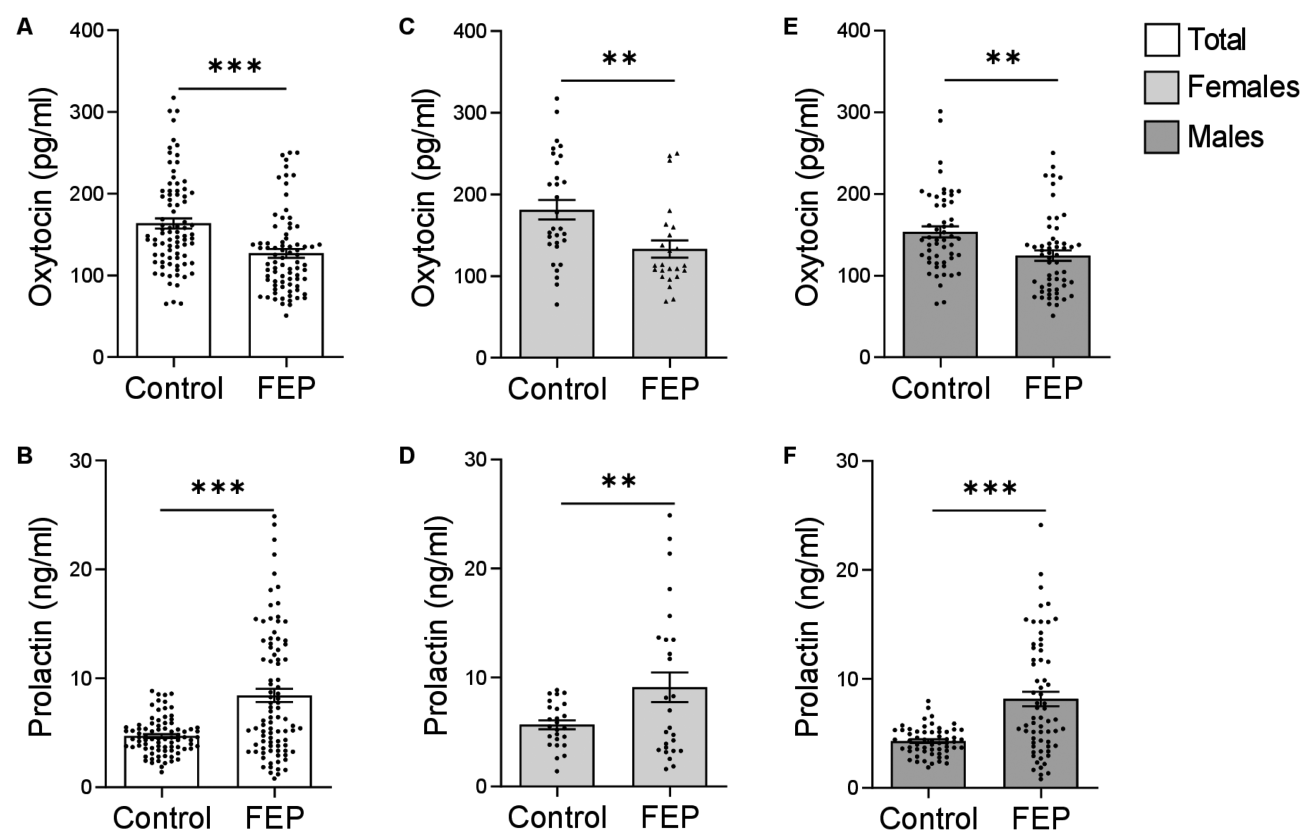 A
Oxytocin (pg/ml)
400
300
200
100
0
***
Control FEP
C
Oxytocin (pg/ml)
400
300
200
100
0
**
Control FEP
E
Oxytocin (pg/ml)
400
300
200
100
0
**
Control FEP
Total
Females
Males
B
Prolactin (ng/ml)
30
20
10
0
***
Control FEP
D
Prolactin (ng/ml)
30
20
10
0
**
Control FEP
F
Prolactin (ng/ml)
30
20
10
0
***
Control FEP